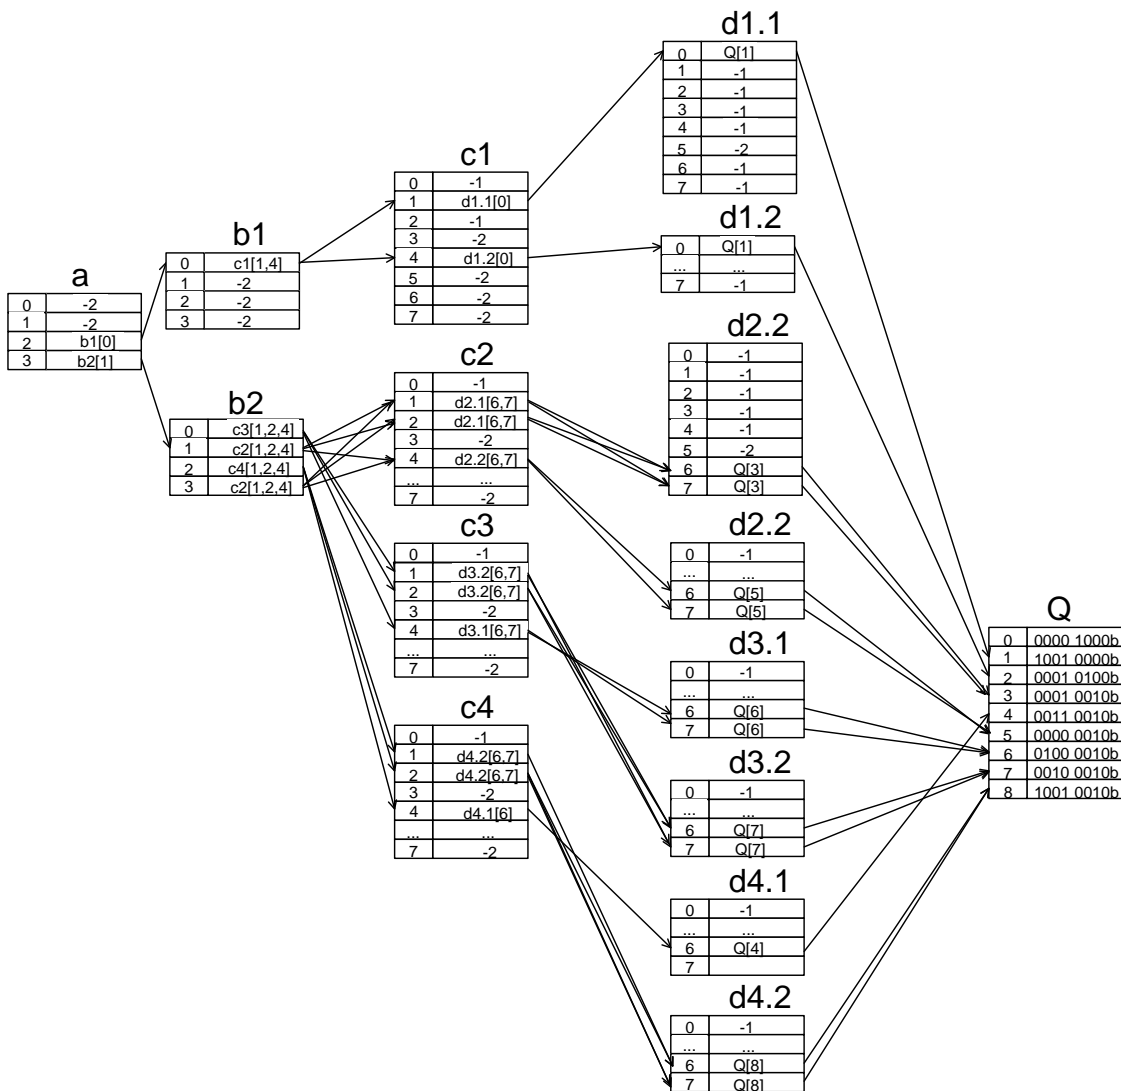 a
0 -2
1 -2
2 b1[0]
3 b2[1]
b1
0 c1[1,4]
1 -2
2 -2
3 -2
b2
0 c3[1,2,4]
1 c2[1,2,4]
2 c4[1,2,4]
3 c2[1,2,4]
c1
0 -1
1 d1.1[0]
2 -1
3 -2
4 d1.2[0]
5 -2
6 -2
7 -2
c2
0 -1
1 d2.1[6,7]
2 d2.1[6,7]
3 -2
4 d2.2[6,7]
... ...
7 -2
c3
0 -1
1 d3.2[6,7]
2 d3.2[6,7]
3 -2
4 d3.1[6,7]
... ...
7 -2
c4
0 -1
1 d4.2[6,7]
2 d4.2[6,7]
3 -2
4 d4.1[6]
... ...
7 -2
d1.1
0 Q[1]
1 -1
2 -1
3 -1
4 -1
5 -2
6 -1
7 -1
d1.2
0 Q[1]
... ...
7 -1
d2.2
0 -1
1 -1
2 -1
3 -1
4 -1
5 -2
6 Q[3]
7 Q[3]
d2.2
0 -1
... ...
6 Q[5]
7 Q[5]
d3.1
0 -1
... ...
6 Q[6]
7 Q[6]
d3.2
0 -1
... ...
6 Q[7]
7 Q[7]
d4.1
0 -1
... ...
6 Q[4]
7
d4.2
0 -1
... ...
6 Q[8]
7 Q[8]
Q
0 0000 1000b
1 1001 0000b
2 0001 0100b
3 0001 0010b
4 0011 0010b
5 0000 0010b
6 0100 0010b
7 0010 0010b
8 1001 0010b